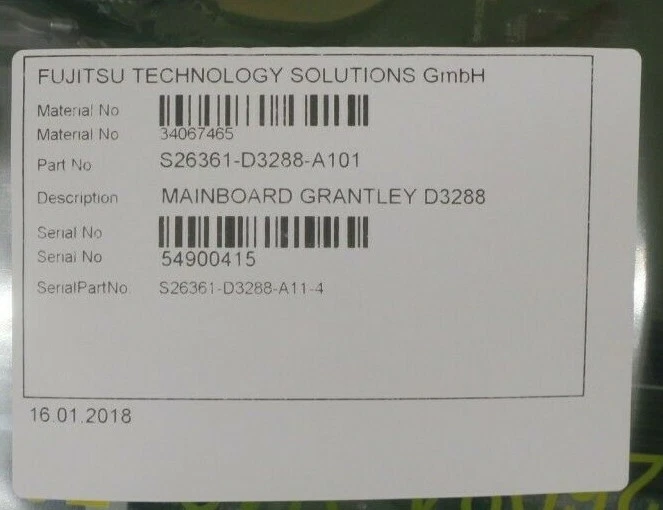 FUJITSU TECHNOLOGY SOLUTIONS GmbH
Material No
Material No 34067465
Part No S26361-D3288-A101
Description MAINBOARD GRANTLEY D3288
Serial No
Serial No 54900415
SerialPartNo. S26361-D3288-A11-4
16.01.2018